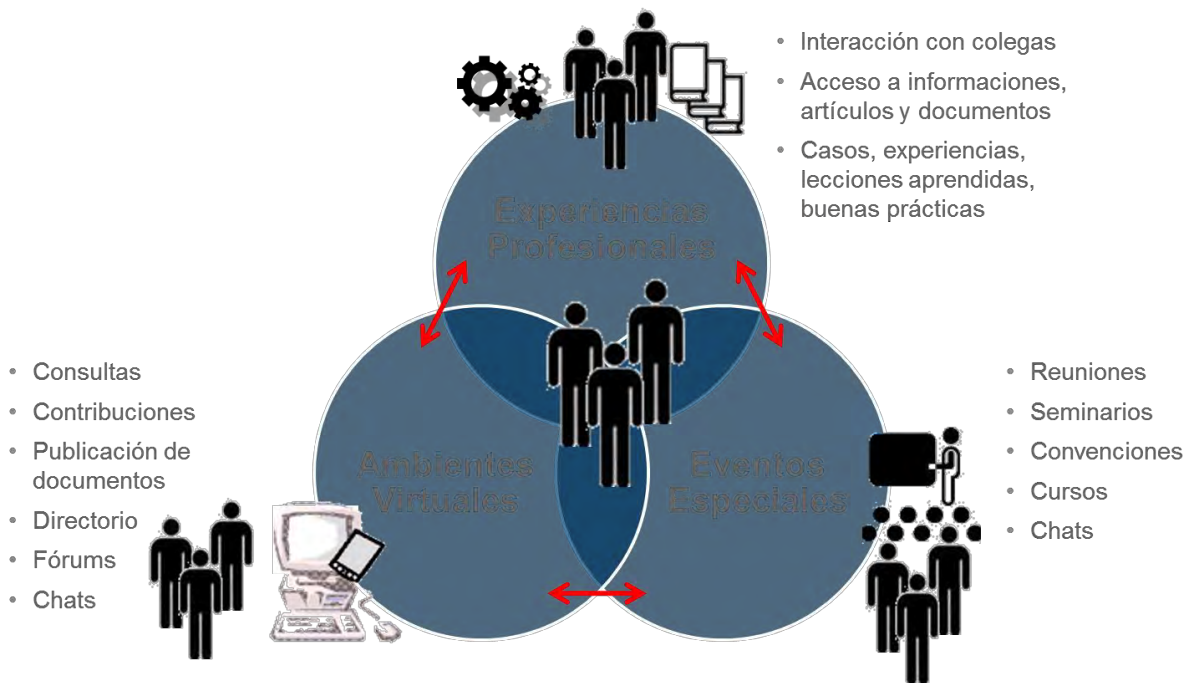 • Interacción con colegas
• Acceso a informaciones,
artículos y documentos
• Casos, experiencias,
lecciones aprendidas,
buenas prácticas
Experiencias
Profesionales
• Consultas
• Contribuciones
• Publicación de
documentos
• Directorio
• Fórums
• Chats
Ambientes
Virtuales
Eventos
Especiales
• Reuniones
• Seminarios
• Convenciones
• Cursos
• Chats